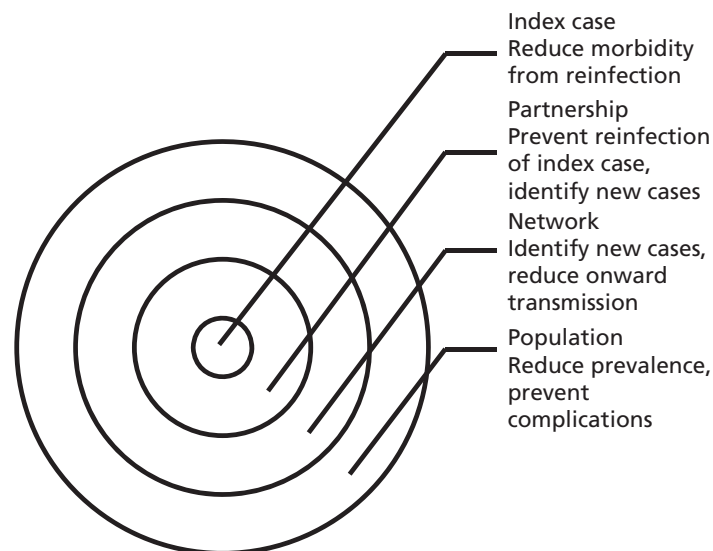 Index case
Reduce morbidity
from reinfection
Partnership
Prevent reinfection
of index case,
identify new cases
Network
Identify new cases,
reduce onward
transmission
Population
Reduce prevalence,
prevent
complications